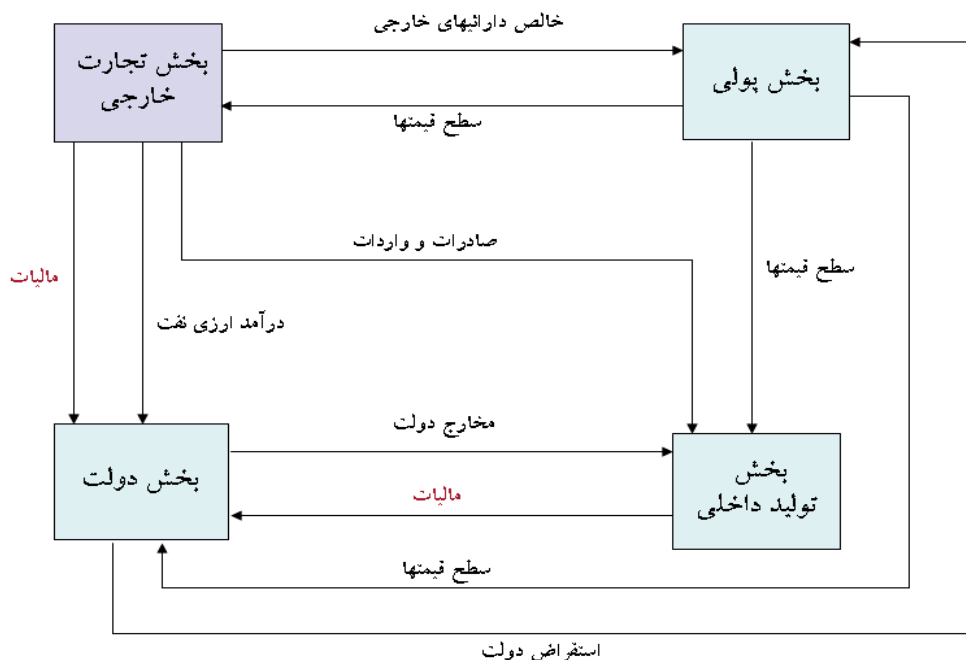 خالص دارائیهای خارجی
بخش تجارت
خارجی
بخش پولی
سطح قیمتها
صادرات و واردات
سطح قیمتها
مالیات
درآمد ارزی نفت
مخارج دولت
بخش دولت
بخش
تولید داخلی
مالیات
سطح قیمتها
استقراض دولت